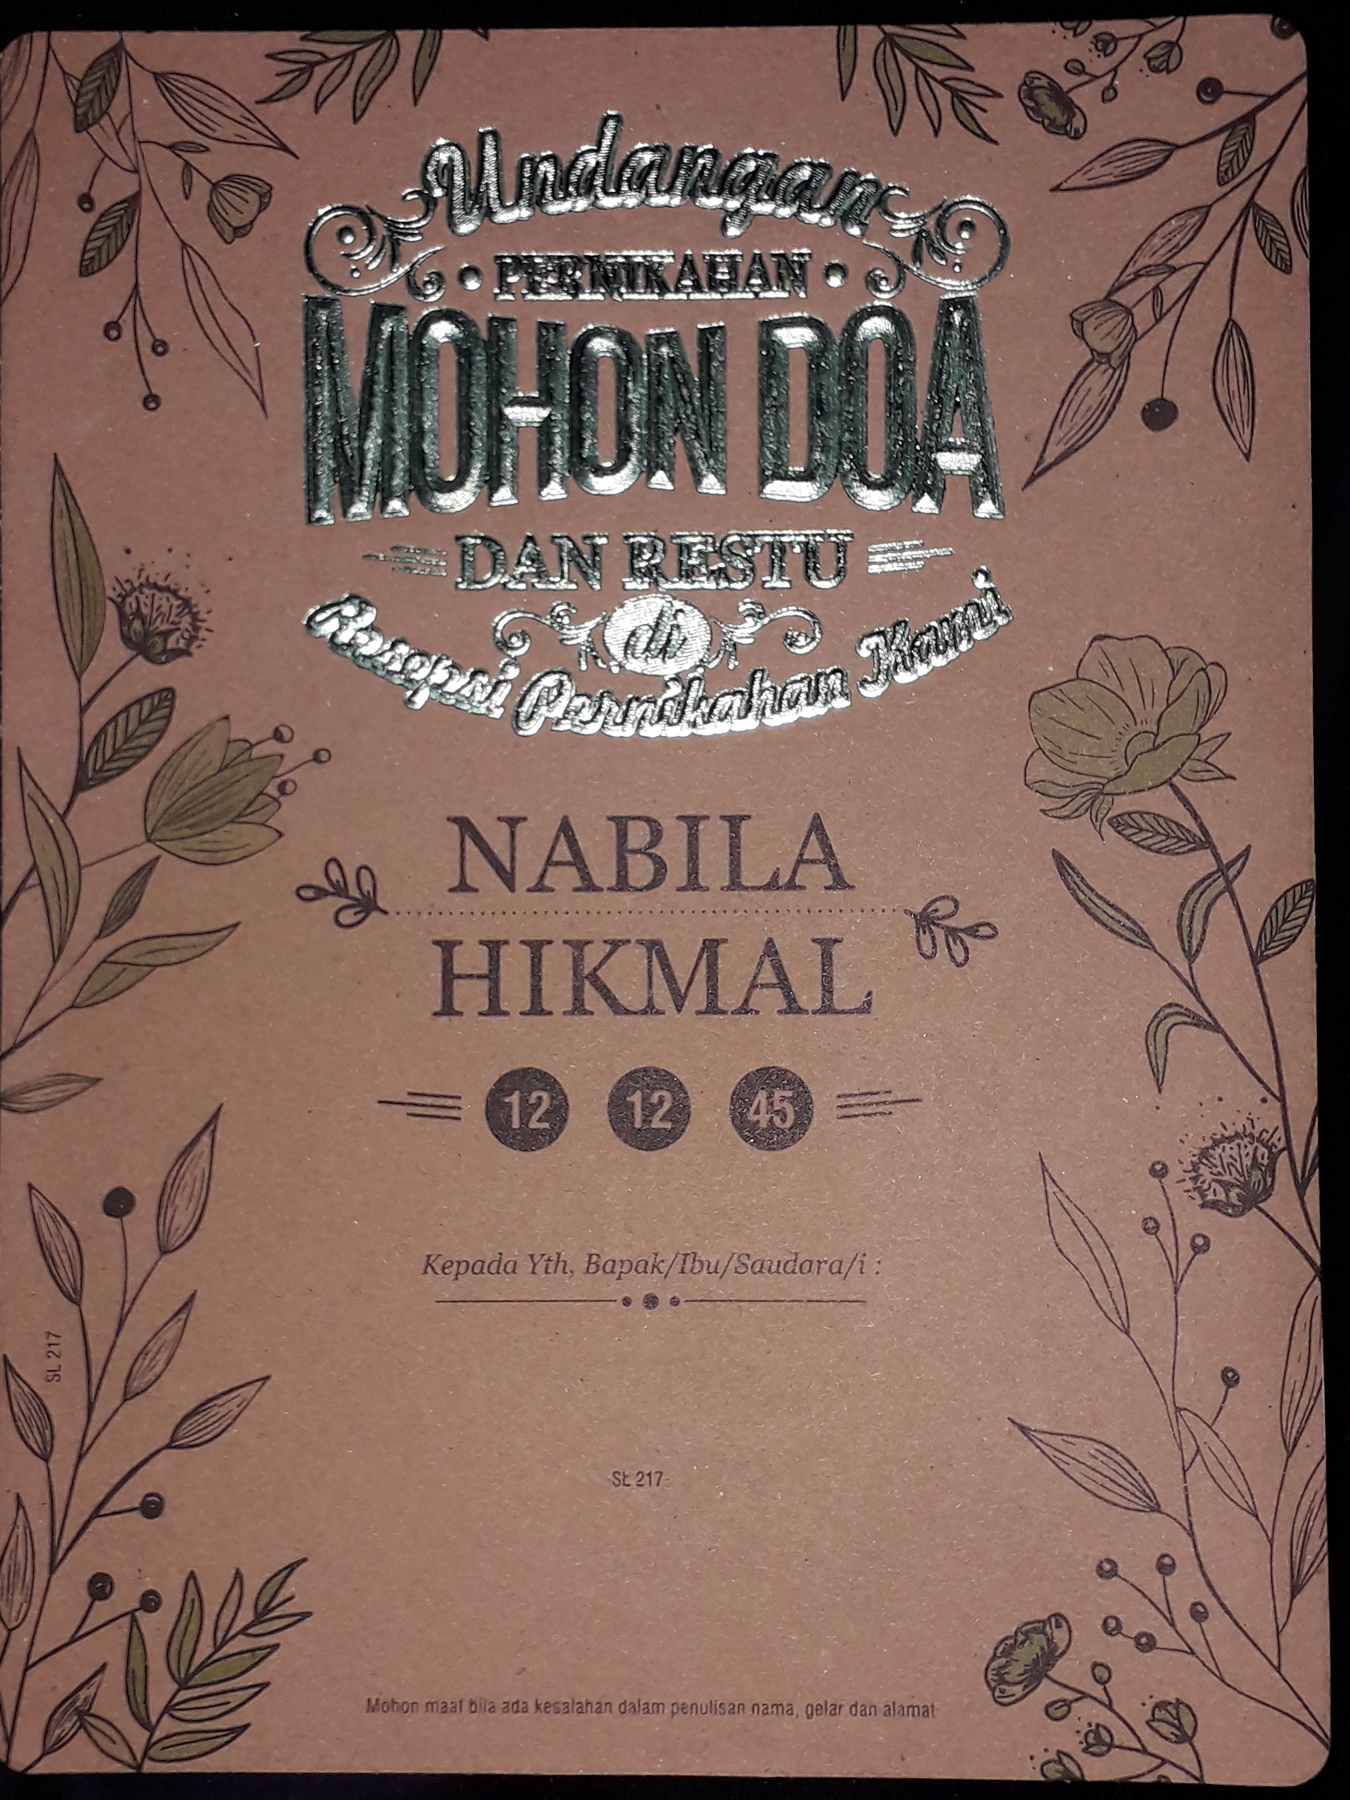 Undangan
PERNIKAHAN
MOHON DOA
DAN RESTU
di
Resepsi Pernikahan Kami
NABILA
HIKMAL
12 12 45
Kepada Yth, Bapak/Ibu/Saudara/i :
SL 217
SL 217
Mohon maaf bila ada kesalahan dalam penulisan nama, gelar dan alamat